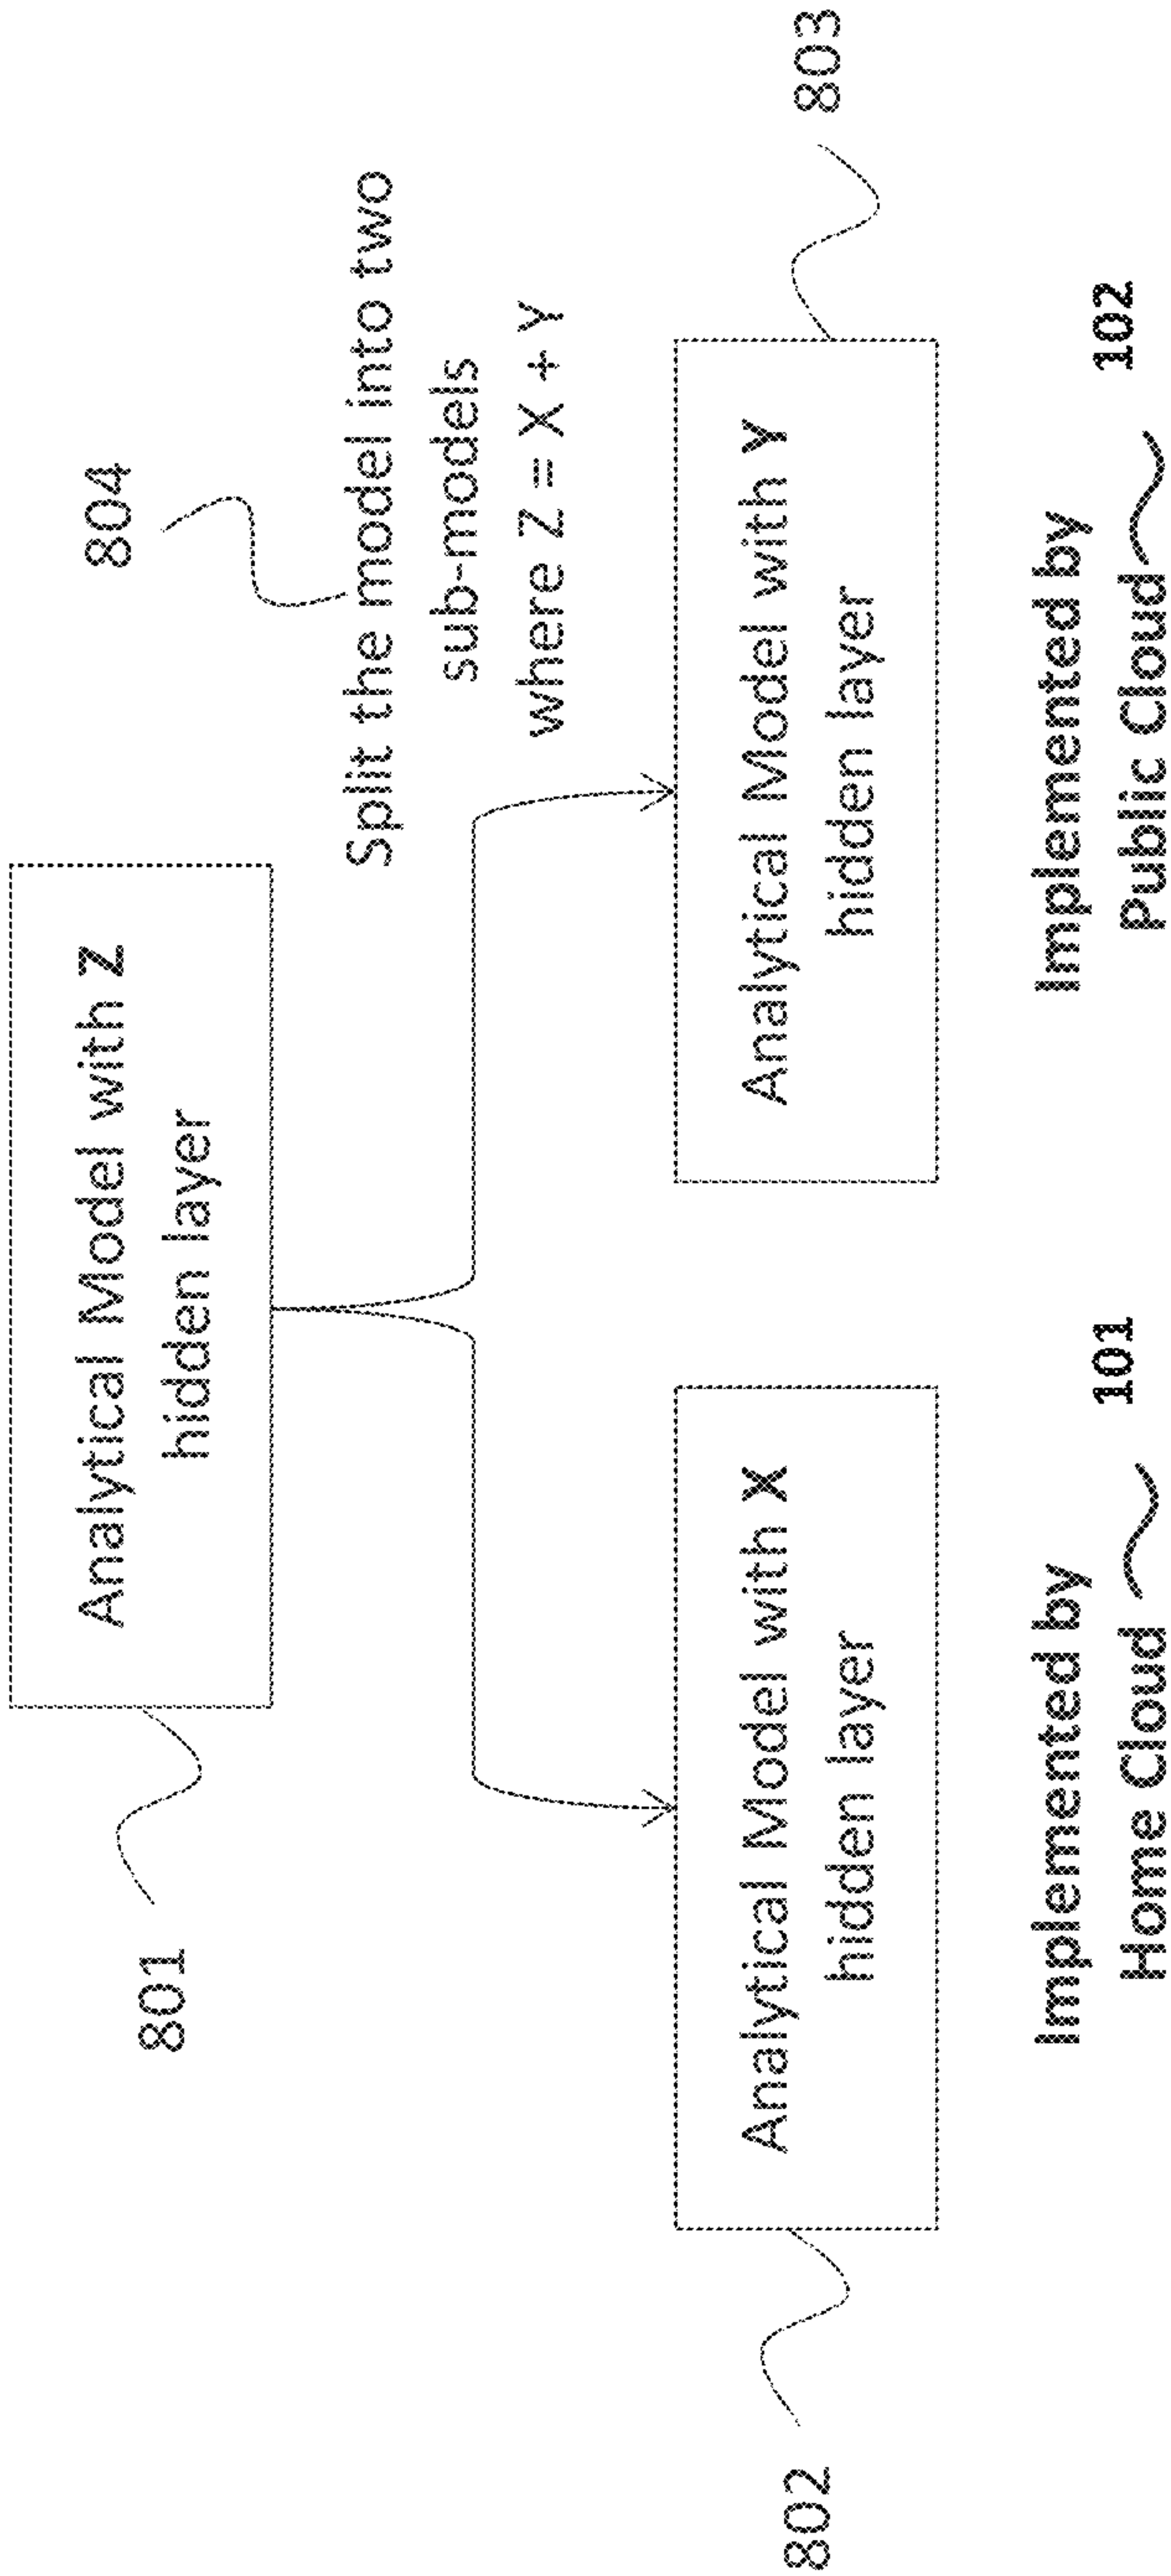 801
Analytical Model with Z
hidden layer
804
Split the model into two
sub-models
where Z = X + Y
802
Analytical Model with X
hidden layer
Analytical Model with Y
hidden layer
803
Implemented by
Home Cloud
101
Implemented by
Public Cloud
102